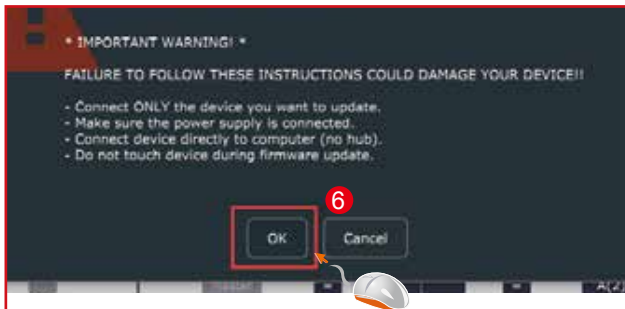 * IMPORTANT WARNING! *
FAILURE TO FOLLOW THESE INSTRUCTIONS COULD DAMAGE YOUR DEVICE!!
- Connect ONLY the device you want to update.
- Make sure the power supply is connected.
- Connect device directly to computer (no hub).
- Do not touch device during firmware update.
6
OK Cancel
A(2)